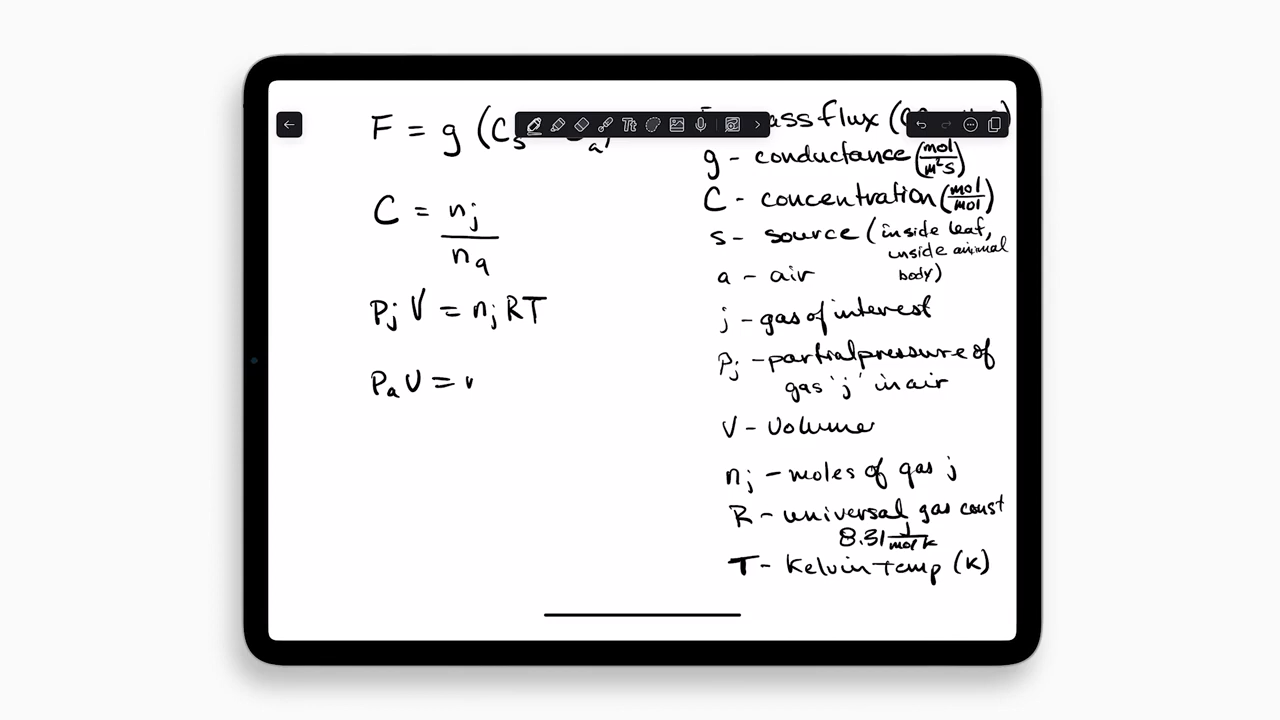 F = g (Cs
a)
C = nj
na
Pj V = nj RT
Pa V =
ass flux (
g - conductance (mol
m²s)
C - concentration (mol
mol)
s - source (inside leaf,
inside animal
body)
a - air
j - gas of interest
Pj - partial pressure of
gas 'j' in air
V - volume
nj - moles of gas j
R - universal gas const
8.31 J
mol K
T - Kelvin Temp (K)
Tt